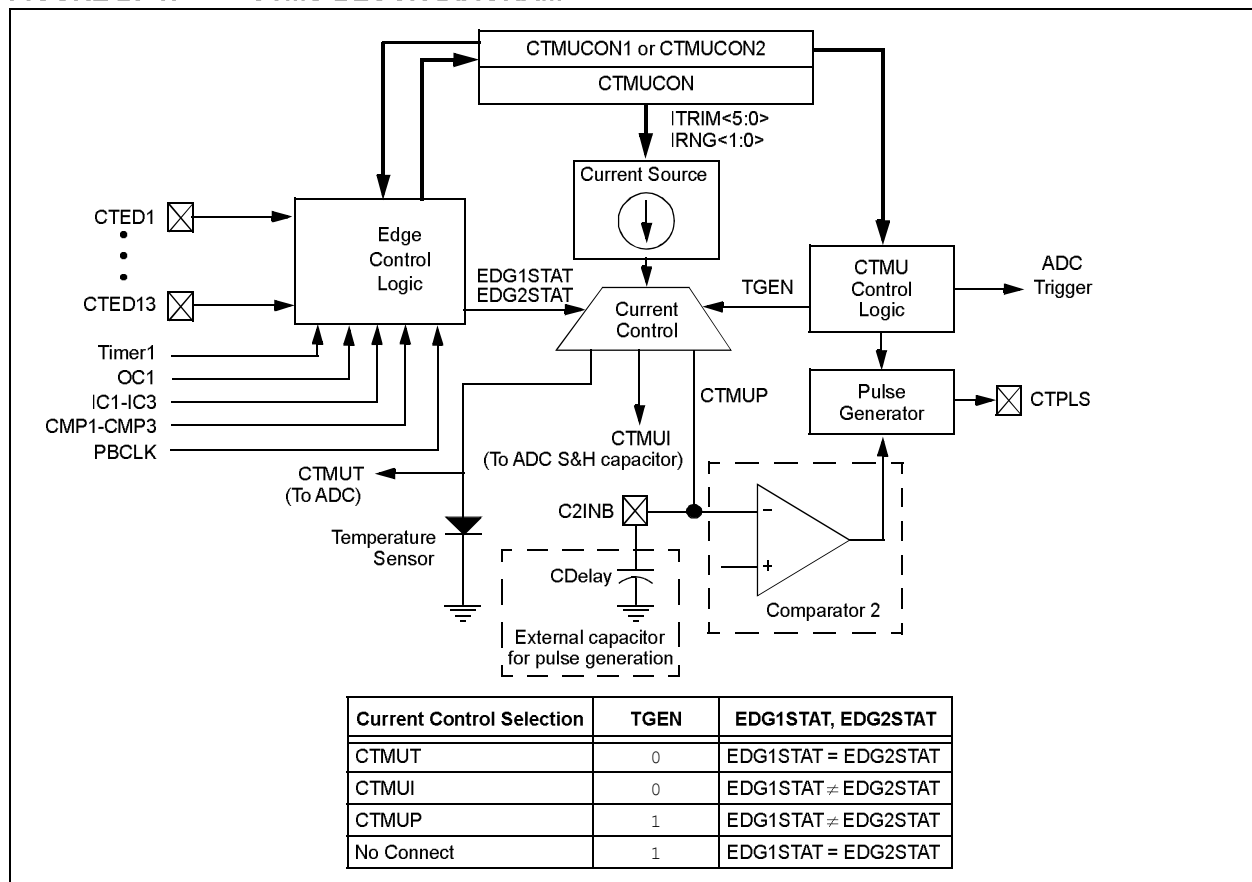 CTMUCON1 or CTMUCON2
CTMUCON
ITRIM<5:0>
IRNG<1:0>
Current Source
CTED1
CTED13
Edge
Control
Logic
EDG1STAT
EDG2STAT
Current
Control
TGEN
CTMU
Control
Logic
ADC
Trigger
Timer1
OC1
IC1-IC3
CMP1-CMP3
PBCLK
CTMUP
Pulse
Generator
CTPLS
CTMUT
(To ADC)
CTMUI
(To ADC S&H capacitor)
C2INB
Temperature
Sensor
CDelay
External capacitor
for pulse generation
-
+
Comparator 2
Current Control Selection TGEN EDG1STAT, EDG2STAT
CTMUT 0 EDG1STAT = EDG2STAT
CTMUI 0 EDG1STAT ≠ EDG2STAT
CTMUP 1 EDG1STAT ≠ EDG2STAT
No Connect 1 EDG1STAT = EDG2STAT